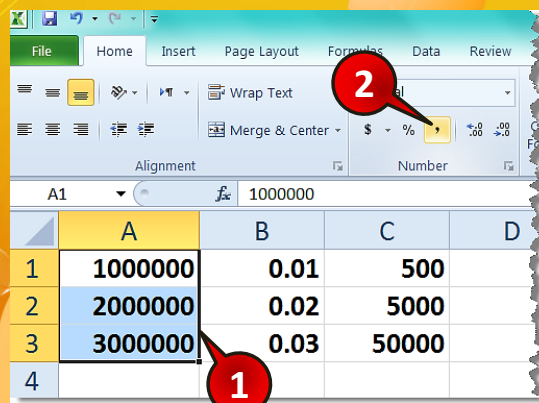 File Home Insert Page Layout Formulas Data Review
Wrap Text
Merge & Center $ % , .00
Alignment Number
A1 fx 1000000
A B C D
1 1000000 0.01 500
2 2000000 0.02 5000
3 3000000 0.03 50000
4
2
1